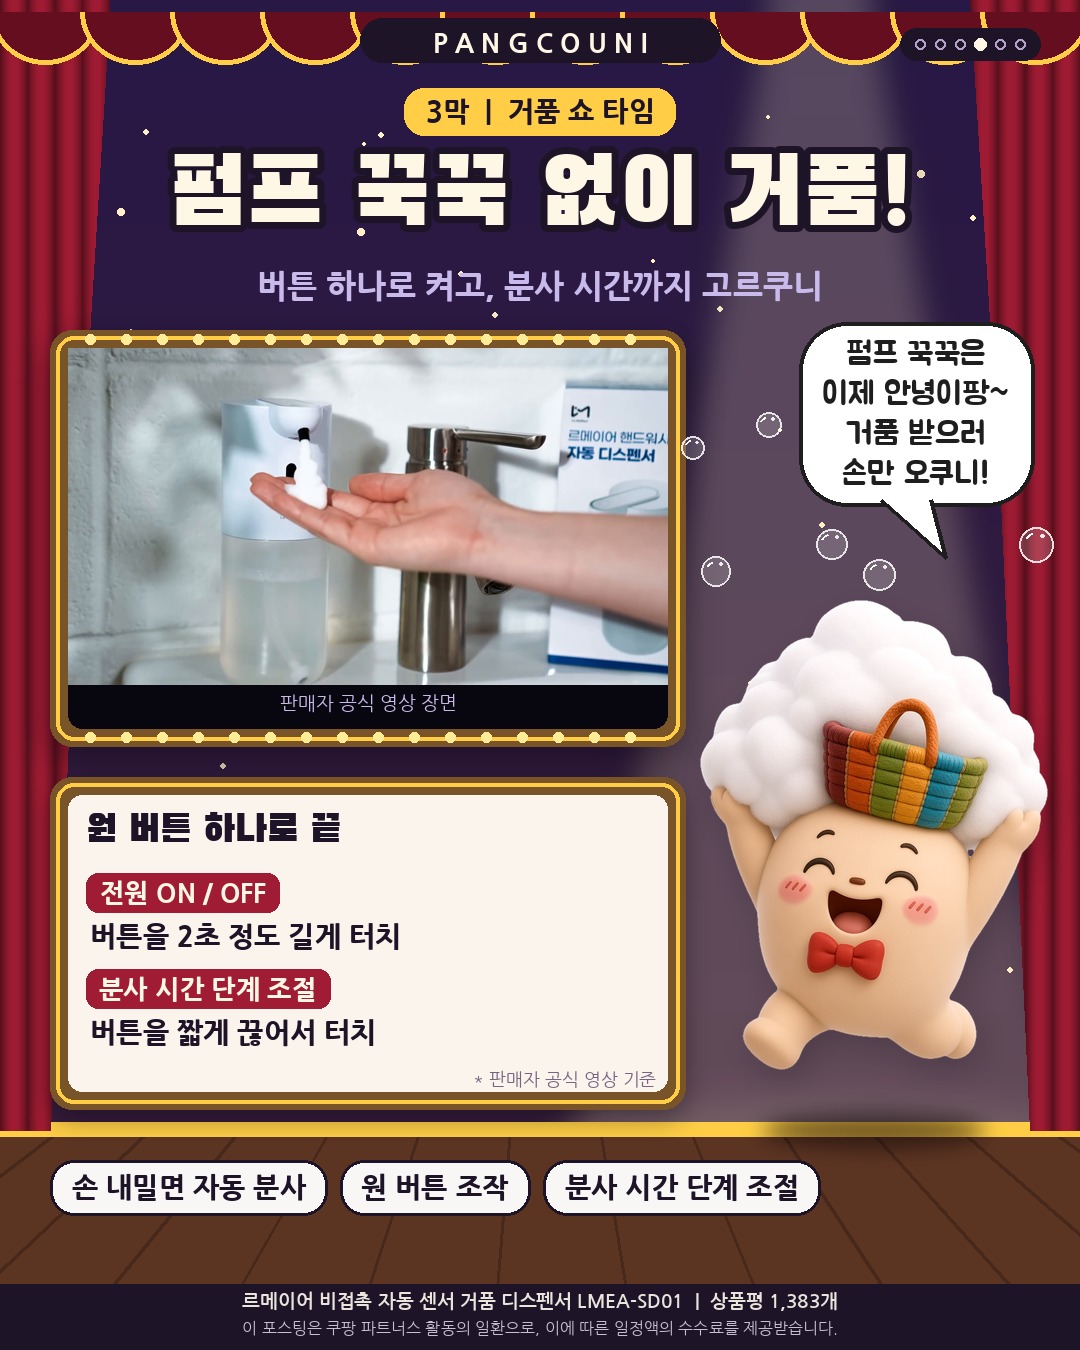 PANGCOUNI
3막 | 거품 쇼 타임
펌프 꾹꾹 없이 거품!
버튼 하나로 켜고, 분사 시간까지 고르쿠니
펌프 꾹꾹은
이제 안녕이팡~
거품 받으러
손만 오쿠니!
르메이어 핸드워시
자동 디스펜서
판매자 공식 영상 장면
원 버튼 하나로 끝
전원 ON / OFF
버튼을 2초 정도 길게 터치
분사 시간 단계 조절
버튼을 짧게 끊어서 터치
* 판매자 공식 영상 기준
손 내밀면 자동 분사
원 버튼 조작
분사 시간 단계 조절
르메이어 비접촉 자동 센서 거품 디스펜서 LMEA-SD01 | 상품평 1,383개
이 포스팅은 쿠팡 파트너스 활동의 일환으로, 이에 따른 일정액의 수수료를 제공받습니다.